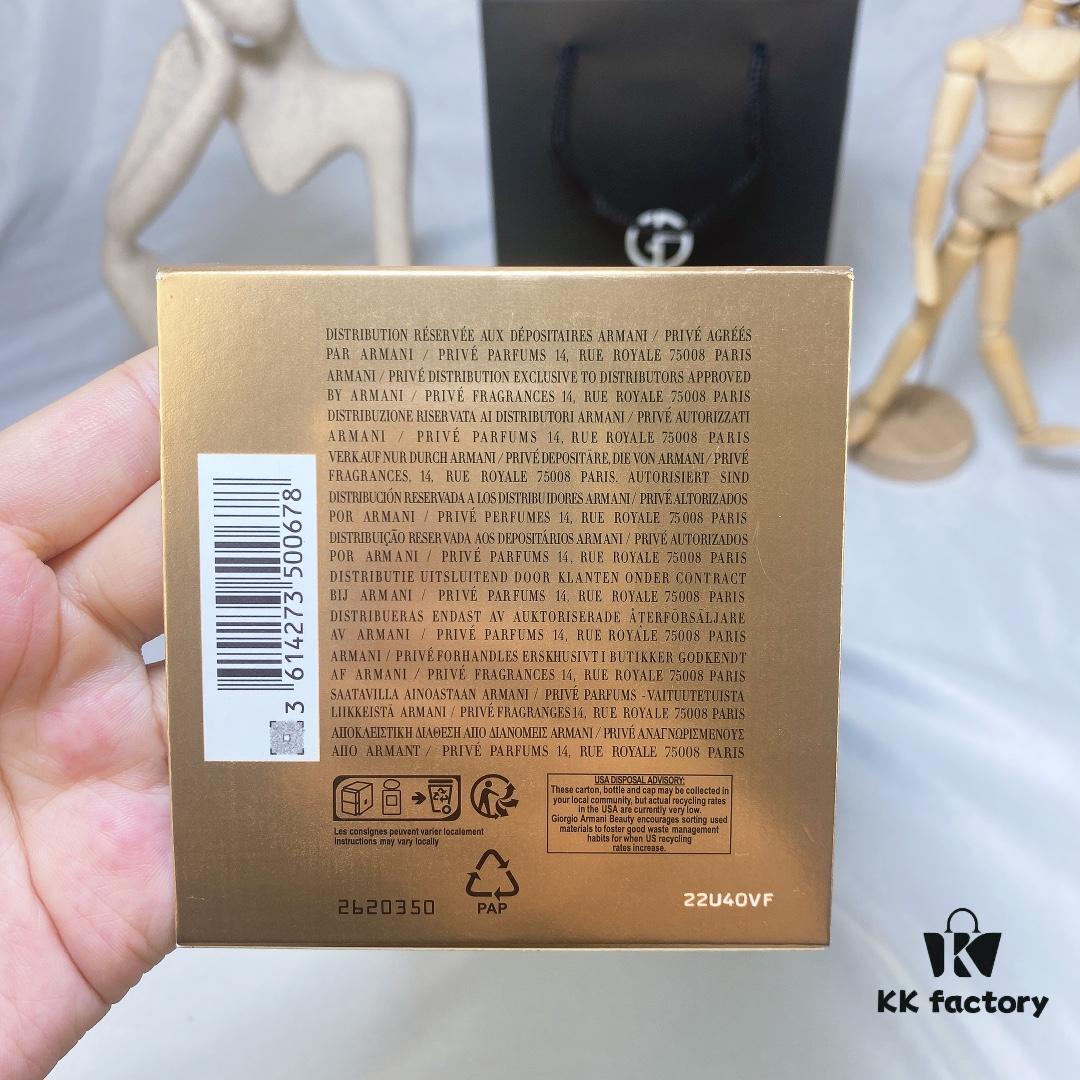 DISTRIBUTION RÉSERVÉE AUX DÉPOSITAIRES ARMANI / PRIVÉ AGRÉÉS
PAR ARMANI / PRIVÉ PARFUMS 14, RUE ROYALE 75008 PARIS
ARMANI / PRIVÉ DISTRIBUTION EXCLUSIVE TO DISTRIBUTORS APPROVED
BY ARMANI / PRIVÉ FRAGRANCES 14, RUE ROYALE 75008 PARIS
DISTRIBUZIONE RISERVATA AI DISTRIBUTORI ARMANI / PRIVÉ AUTORIZZATI
ARMANI / PRIVÉ PARFUMS 14, RUE ROYALE 75008 PARIS
VERKAUF NUR DURCH ARMANI / PRIVÉ DEPOSITÄRE, DIE VON ARMANI / PRIVÉ
FRAGRANCES, 14, RUE ROYALE 75008 PARIS. AUTORISIERT SIND
DISTRIBUCIÓN RESERVADA A LOS DISTRIBUIDORES ARMANI / PRIVÉ ALTORIZADOS
POR ARMANI / PRIVÉ PERFUMES 14, RUE ROYALE 75008 PARIS
DISTRIBUIÇÃO RESERVADA AOS DEPOSITÁRIOS ARMANI / PRIVÉ AUTORIZADOS
POR ARMANI / PRIVÉ PARFUMS 14, RUE ROYALE 75008 PARIS
DISTRIBUTIE UITSLUITEND DOOR KLANTEN ONDER CONTRACT
BIJ ARMANI / PRIVÉ PARFUMS 14, RUE ROYALE 75008 PARIS
DISTRIBUERAS ENDAST AV AUKTORISERADE ÅTERFÖRSÄLJARE
AV ARMANI / PRIVÉ PARFUMS 14, RUE ROYALE 75008 PARIS
ARMANI / PRIVÉ FORHANDLES ERSKHUSIVT I BUTIKKER GODKENDT
AF ARMANI / PRIVÉ FRAGRANCES 14, RUE ROYALE 75008 PARIS
SAATAVILLA AINOASTAAN ARMANI / PRIVÉ PARFUMS -VAITUUTETUISTA
LIIKKEISTÄ ARMANI / PRIVÉ FRAGRANGES 14, RUE ROYALE 75008 PARIS
ΑΠΟΚΛΕΙΣΤΙΚΗ ΔΙΑΘΕΣΗ ΑΠΟ ΔΙΑΝΟΜΕΙΣ ARMANI / PRIVÉ ΑΝΑΓΝΩΡΙΣΜΕΝΟΥΣ
ΑΠΟ ARMANT / PRIVÉ PARFUMS 14, RUE ROYALE 75008 PARIS
3 614273 500678
Les consignes peuvent varier localement
Instructions may vary locally
USA DISPOSAL ADVISORY:
These carton, bottle and cap may be collected in
your local community, but actual recycling rates
in the USA are currently very low.
Giorgio Armani Beauty encourages sorting used
materials to foster good waste management
habits for when US recycling
rates increase.
2620350
PAP
22U40VF
KK factory